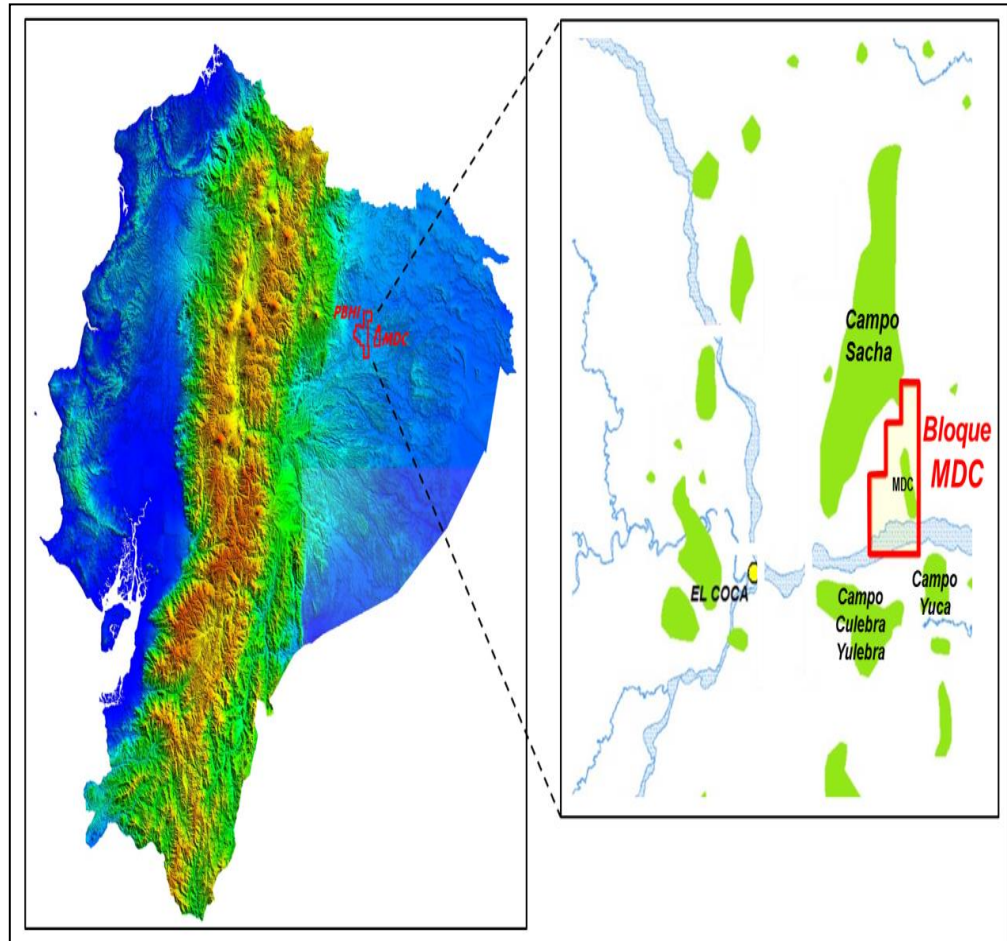 PBHI
MDC
Campo
Sacha
Bloque
MDC
MDC
EL COCA
Campo
Culebra
Yulebra
Campo
Yuca